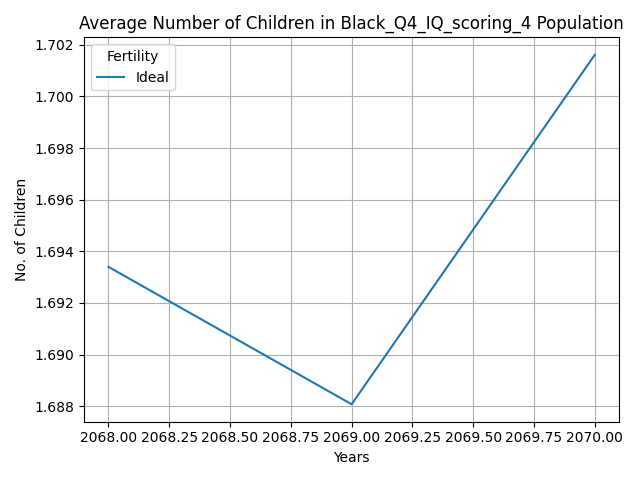 Average Number of Children in Black_Q4_IQ_scoring_4 Population
Fertility
Ideal
No. of Children
1.702
1.700
1.698
1.696
1.694
1.692
1.690
1.688
2068.00 2068.25 2068.50 2068.75 2069.00 2069.25 2069.50 2069.75 2070.00
Years